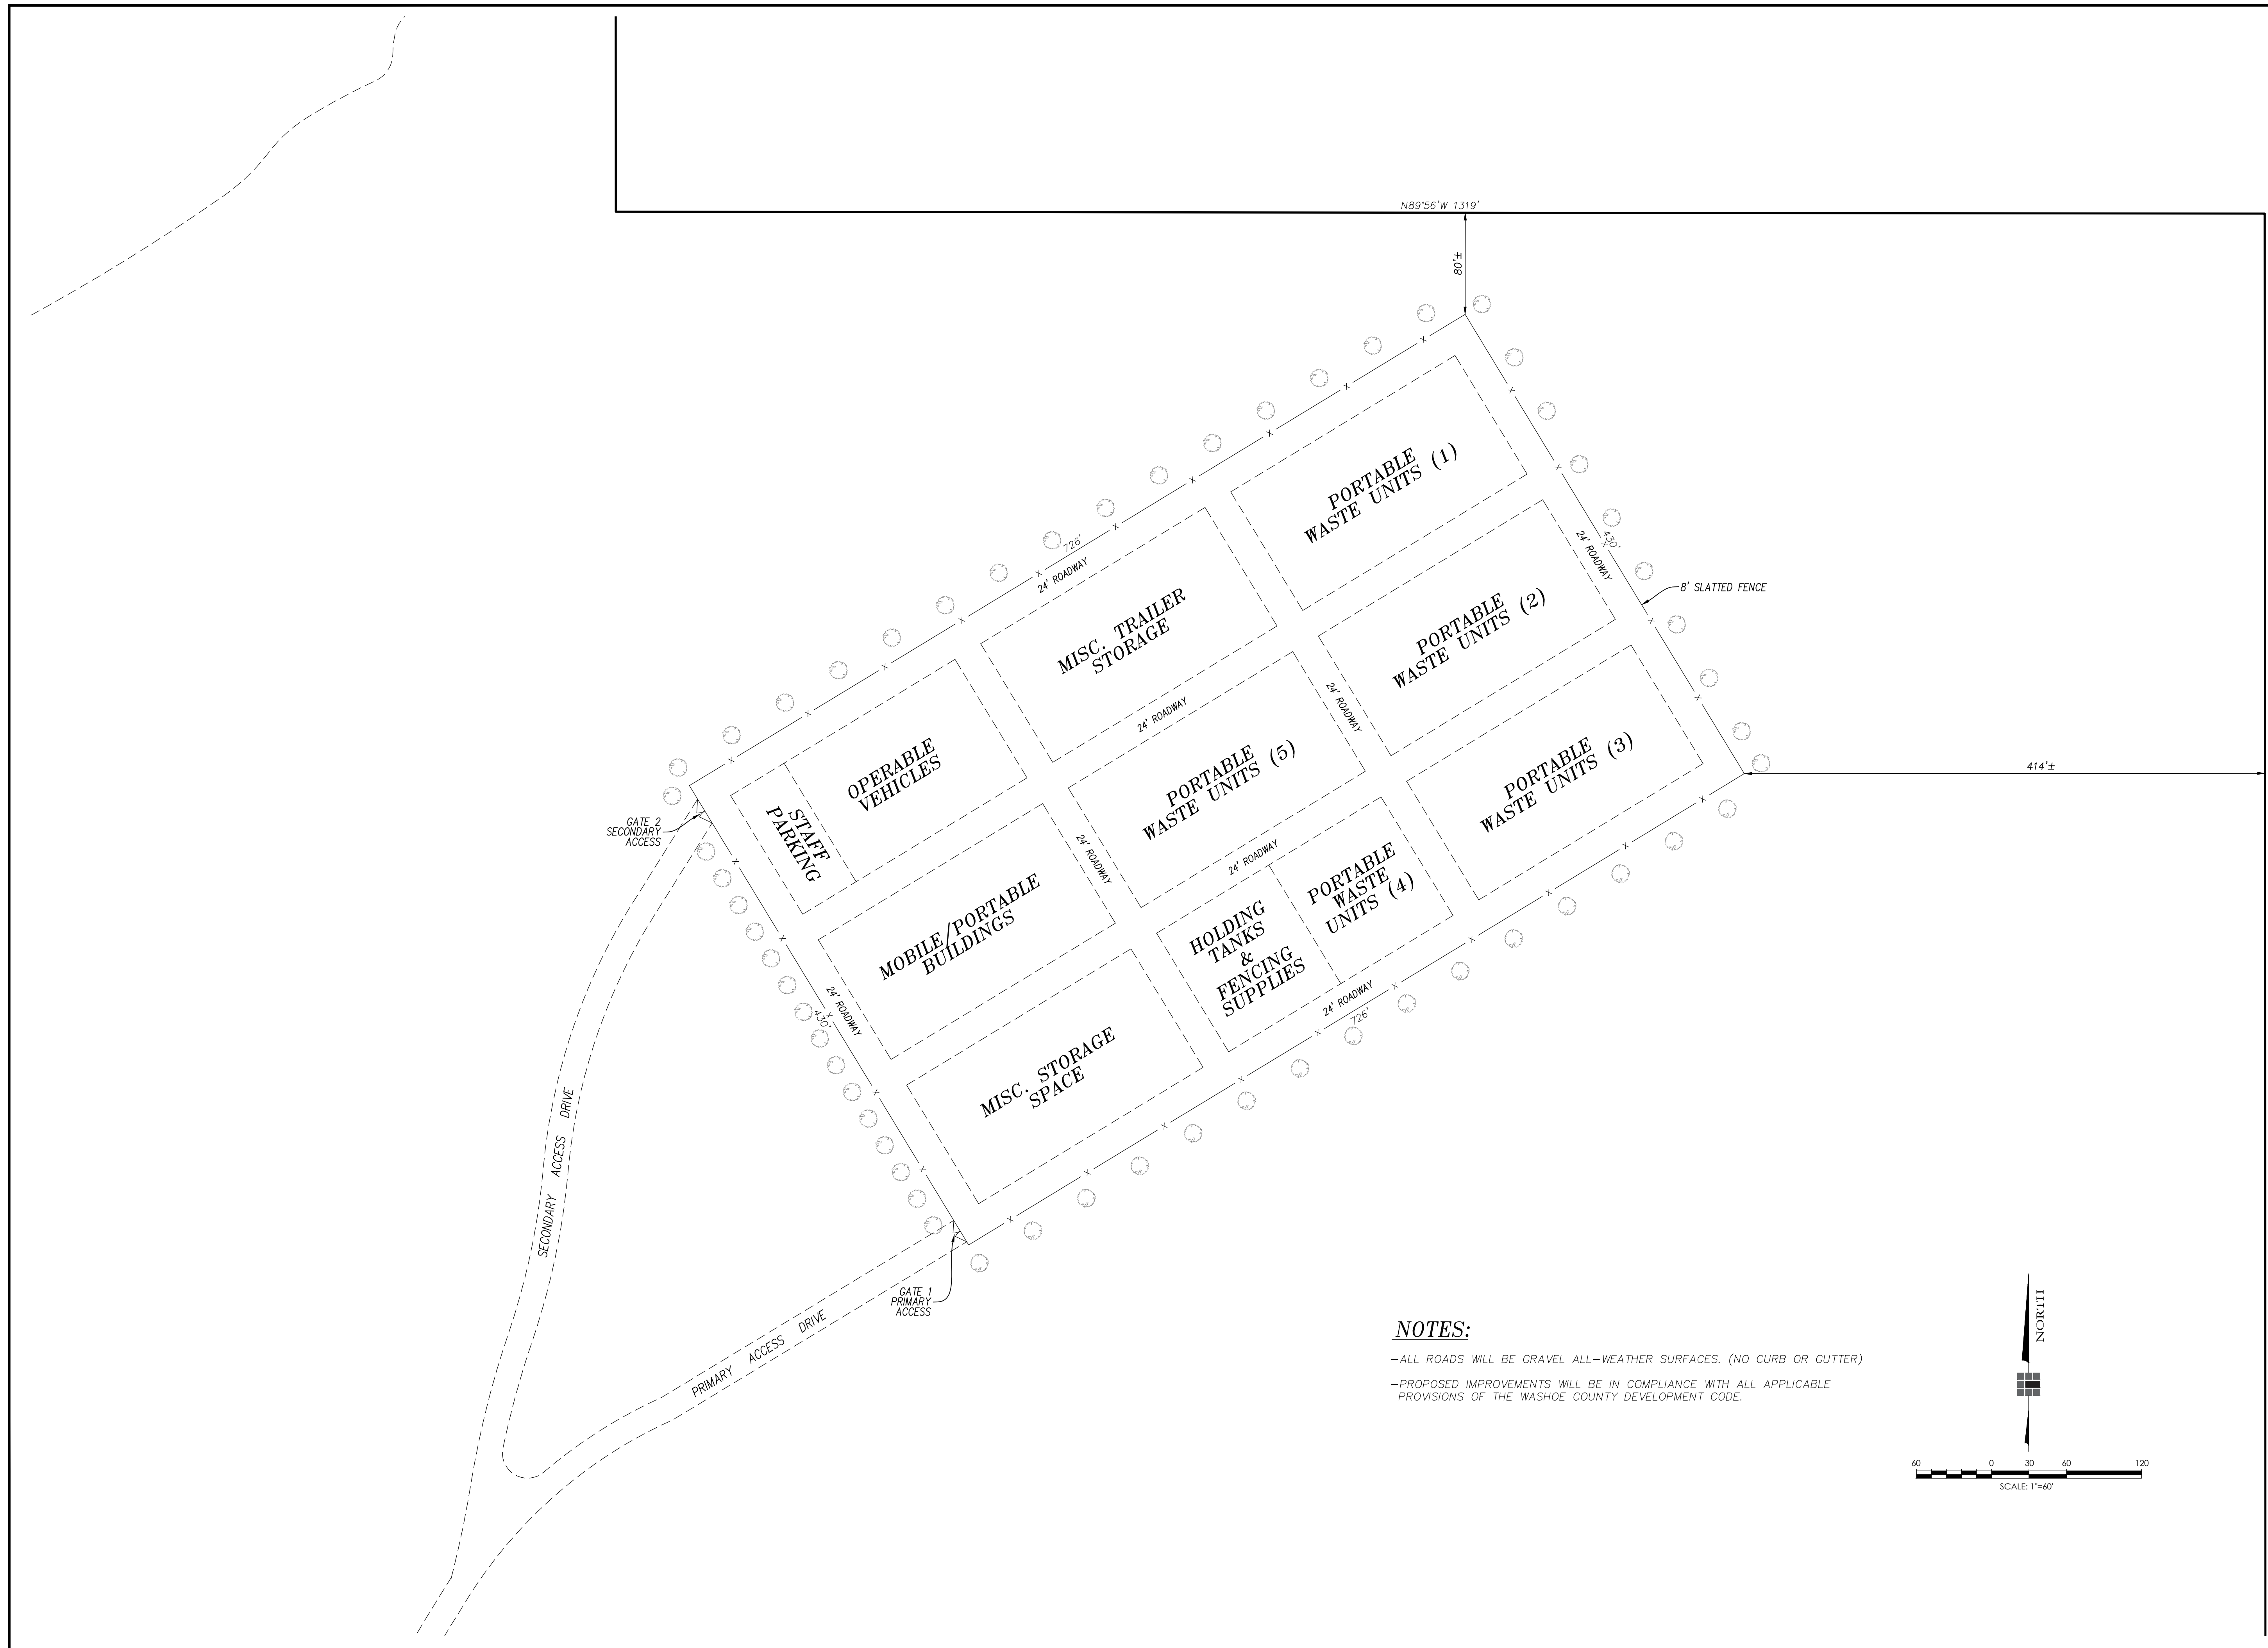 N89°56'W 1319'
80'±
PORTABLE
WASTE UNITS (1)
726'
24' ROADWAY
24' ROADWAY
430'
8' SLATTED FENCE
MISC. TRAILER
STORAGE
PORTABLE
WASTE UNITS (2)
24' ROADWAY
24' ROADWAY
OPERABLE
VEHICLES
PORTABLE
WASTE UNITS (5)
PORTABLE
WASTE UNITS (3)
414'±
STAFF
PARKING
GATE 2
SECONDARY
ACCESS
24' ROADWAY
24' ROADWAY
MOBILE/PORTABLE
BUILDINGS
PORTABLE
WASTE
UNITS (4)
HOLDING
TANKS
&
FENCING
SUPPLIES
24' ROADWAY
430'
24' ROADWAY
726'
MISC. STORAGE
SPACE
SECONDARY ACCESS DRIVE
GATE 1
PRIMARY
ACCESS
PRIMARY ACCESS DRIVE
NOTES:
-ALL ROADS WILL BE GRAVEL ALL-WEATHER SURFACES. (NO CURB OR GUTTER)
-PROPOSED IMPROVEMENTS WILL BE IN COMPLIANCE WITH ALL APPLICABLE
PROVISIONS OF THE WASHOE COUNTY DEVELOPMENT CODE.
NORTH
60 0 30 60 120
SCALE: 1"=60'